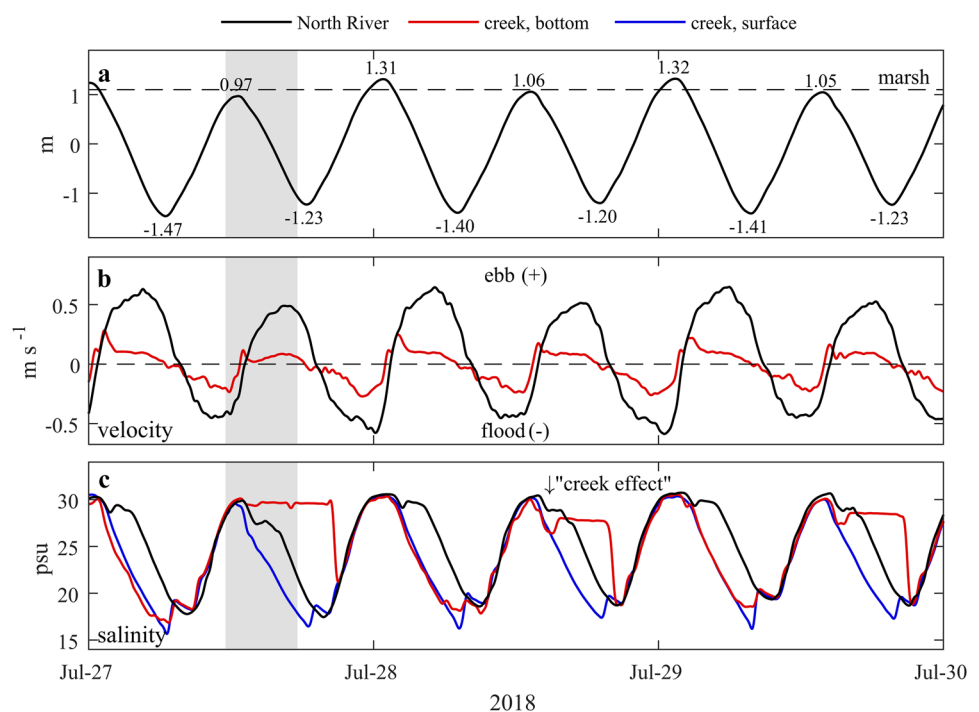 North River creek, bottom creek, surface
a
0.97 1.31 1.06 1.32 1.05 marsh
1
m 0
-1
-1.47 -1.23 -1.40 -1.20 -1.41 -1.23
b ebb (+)
0.5
m s-1 0
-0.5
velocity flood(-)
c ↓"creek effect"
30
25
psu
20
15 salinity
Jul-27 Jul-28 Jul-29 Jul-30
2018